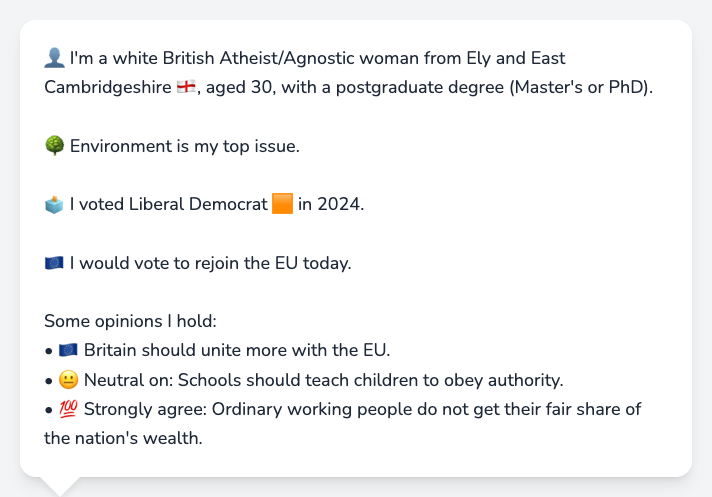 👤 I'm a white British Atheist/Agnostic woman from Ely and East
Cambridgeshire 🏴󠁧󠁢󠁥󠁮󠁧󠁿, aged 30, with a postgraduate degree (Master's or PhD).
🌳 Environment is my top issue.
🗳️ I voted Liberal Democrat 🟧 in 2024.
🇪🇺 I would vote to rejoin the EU today.
Some opinions I hold:
• 🇪🇺 Britain should unite more with the EU.
• 😐 Neutral on: Schools should teach children to obey authority.
• 💯 Strongly agree: Ordinary working people do not get their fair share of
the nation's wealth.